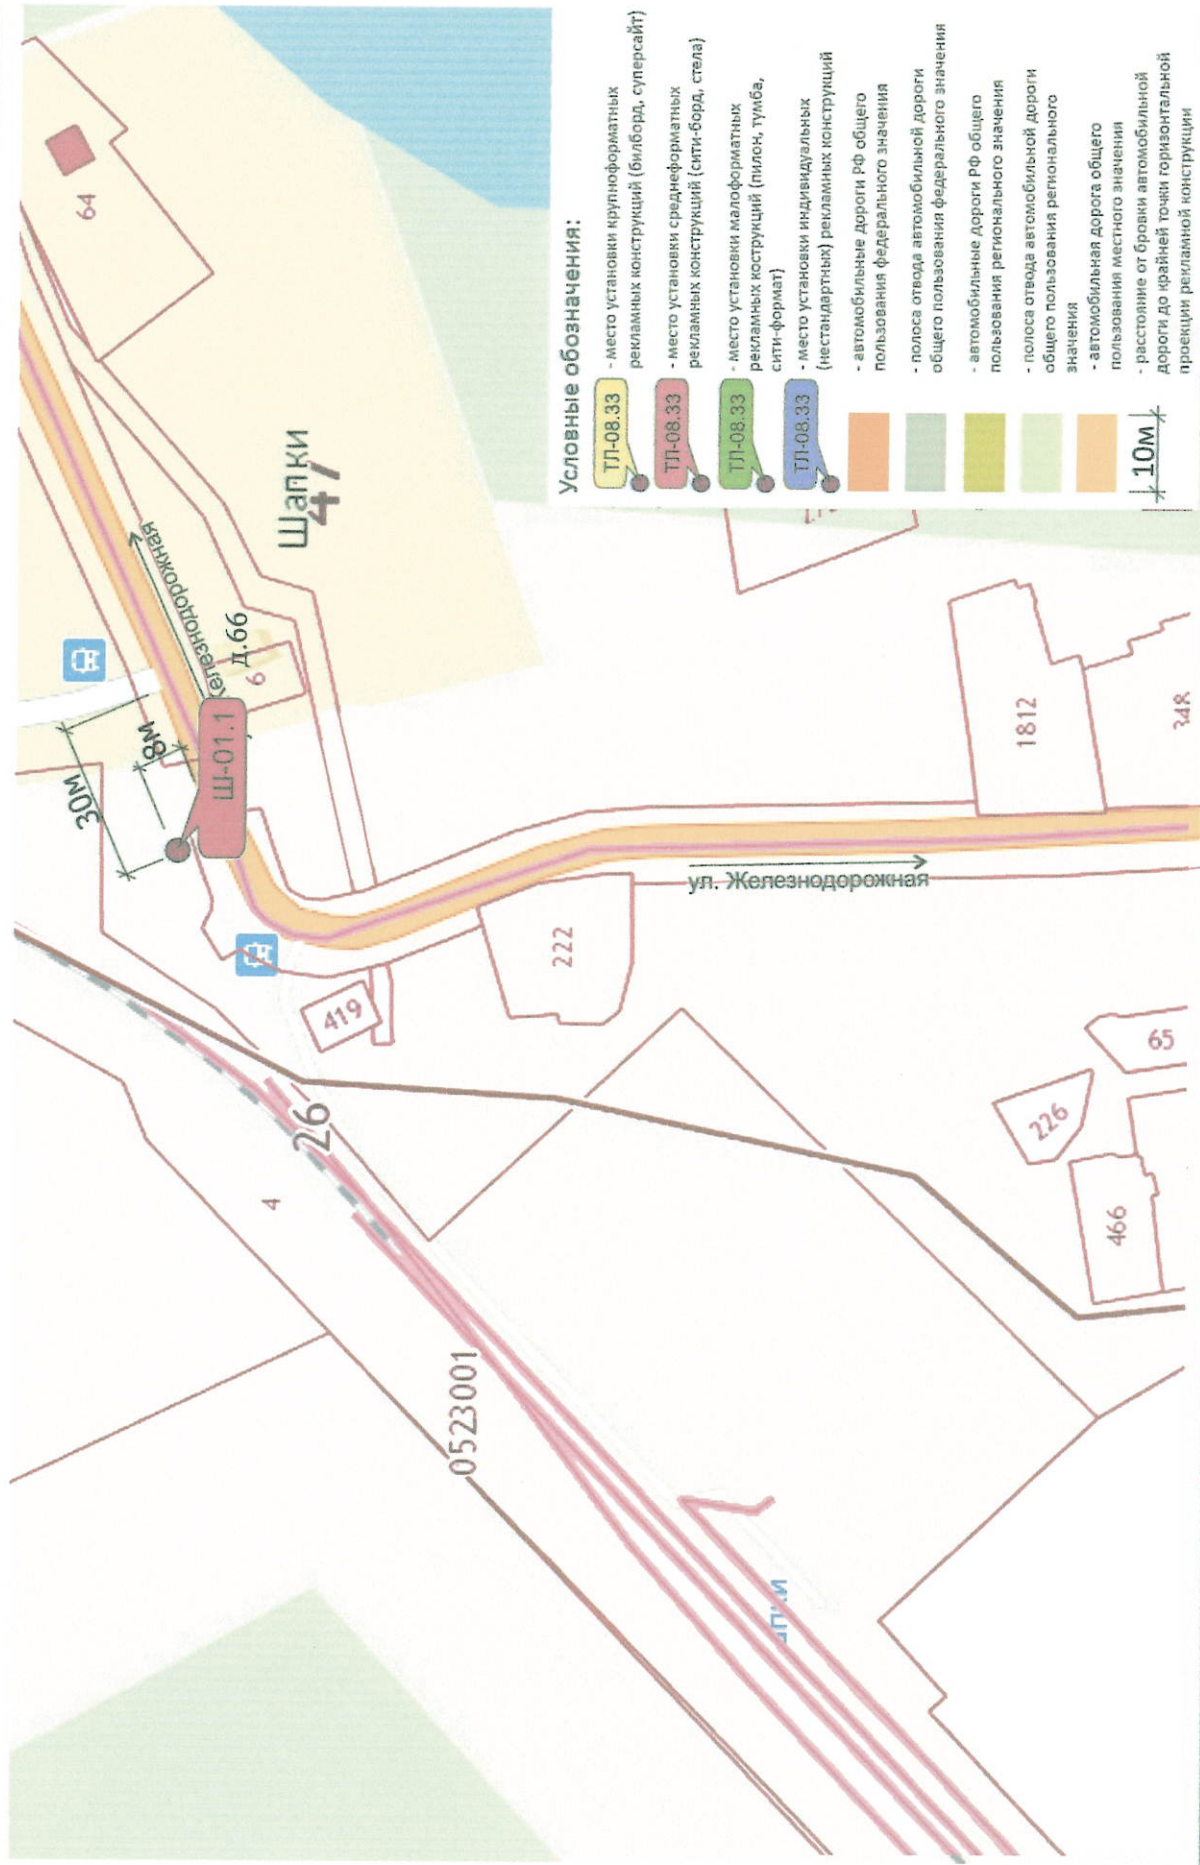 64
Шапки
47
Железнодорожная
д.66
6
30м
8м
Ш-01.1
419
222
ул. Железнодорожная
1812
348
26
4
0523001
226
65
466
Условные обозначения:
ТЛ-08.33
- место установки крупноформатных
рекламных конструкций (билборд, суперсайт)
ТЛ-08.33
- место установки среднеформатных
рекламных конструкций (сити-борд, стела)
ТЛ-08.33
- место установки малоформатных
рекламных кострукций (пилон, тумба,
сити-формат)
ТЛ-08.33
- место установки индивидуальных
(нестандартных) рекламных конструкций
- автомобильные дороги РФ общего
пользования федерального значения
- полоса отвода автомобильной дороги
общего пользования федерального значения
- автомобильные дороги РФ общего
пользования регионального значения
- полоса отвода автомобильной дороги
общего пользования регионального
значения
- автомобильная дорога общего
пользования местного значения
10м
- расстояние от бровки автомобильной
дороги до крайней точки горизонтальной
проекции рекламной конструкции